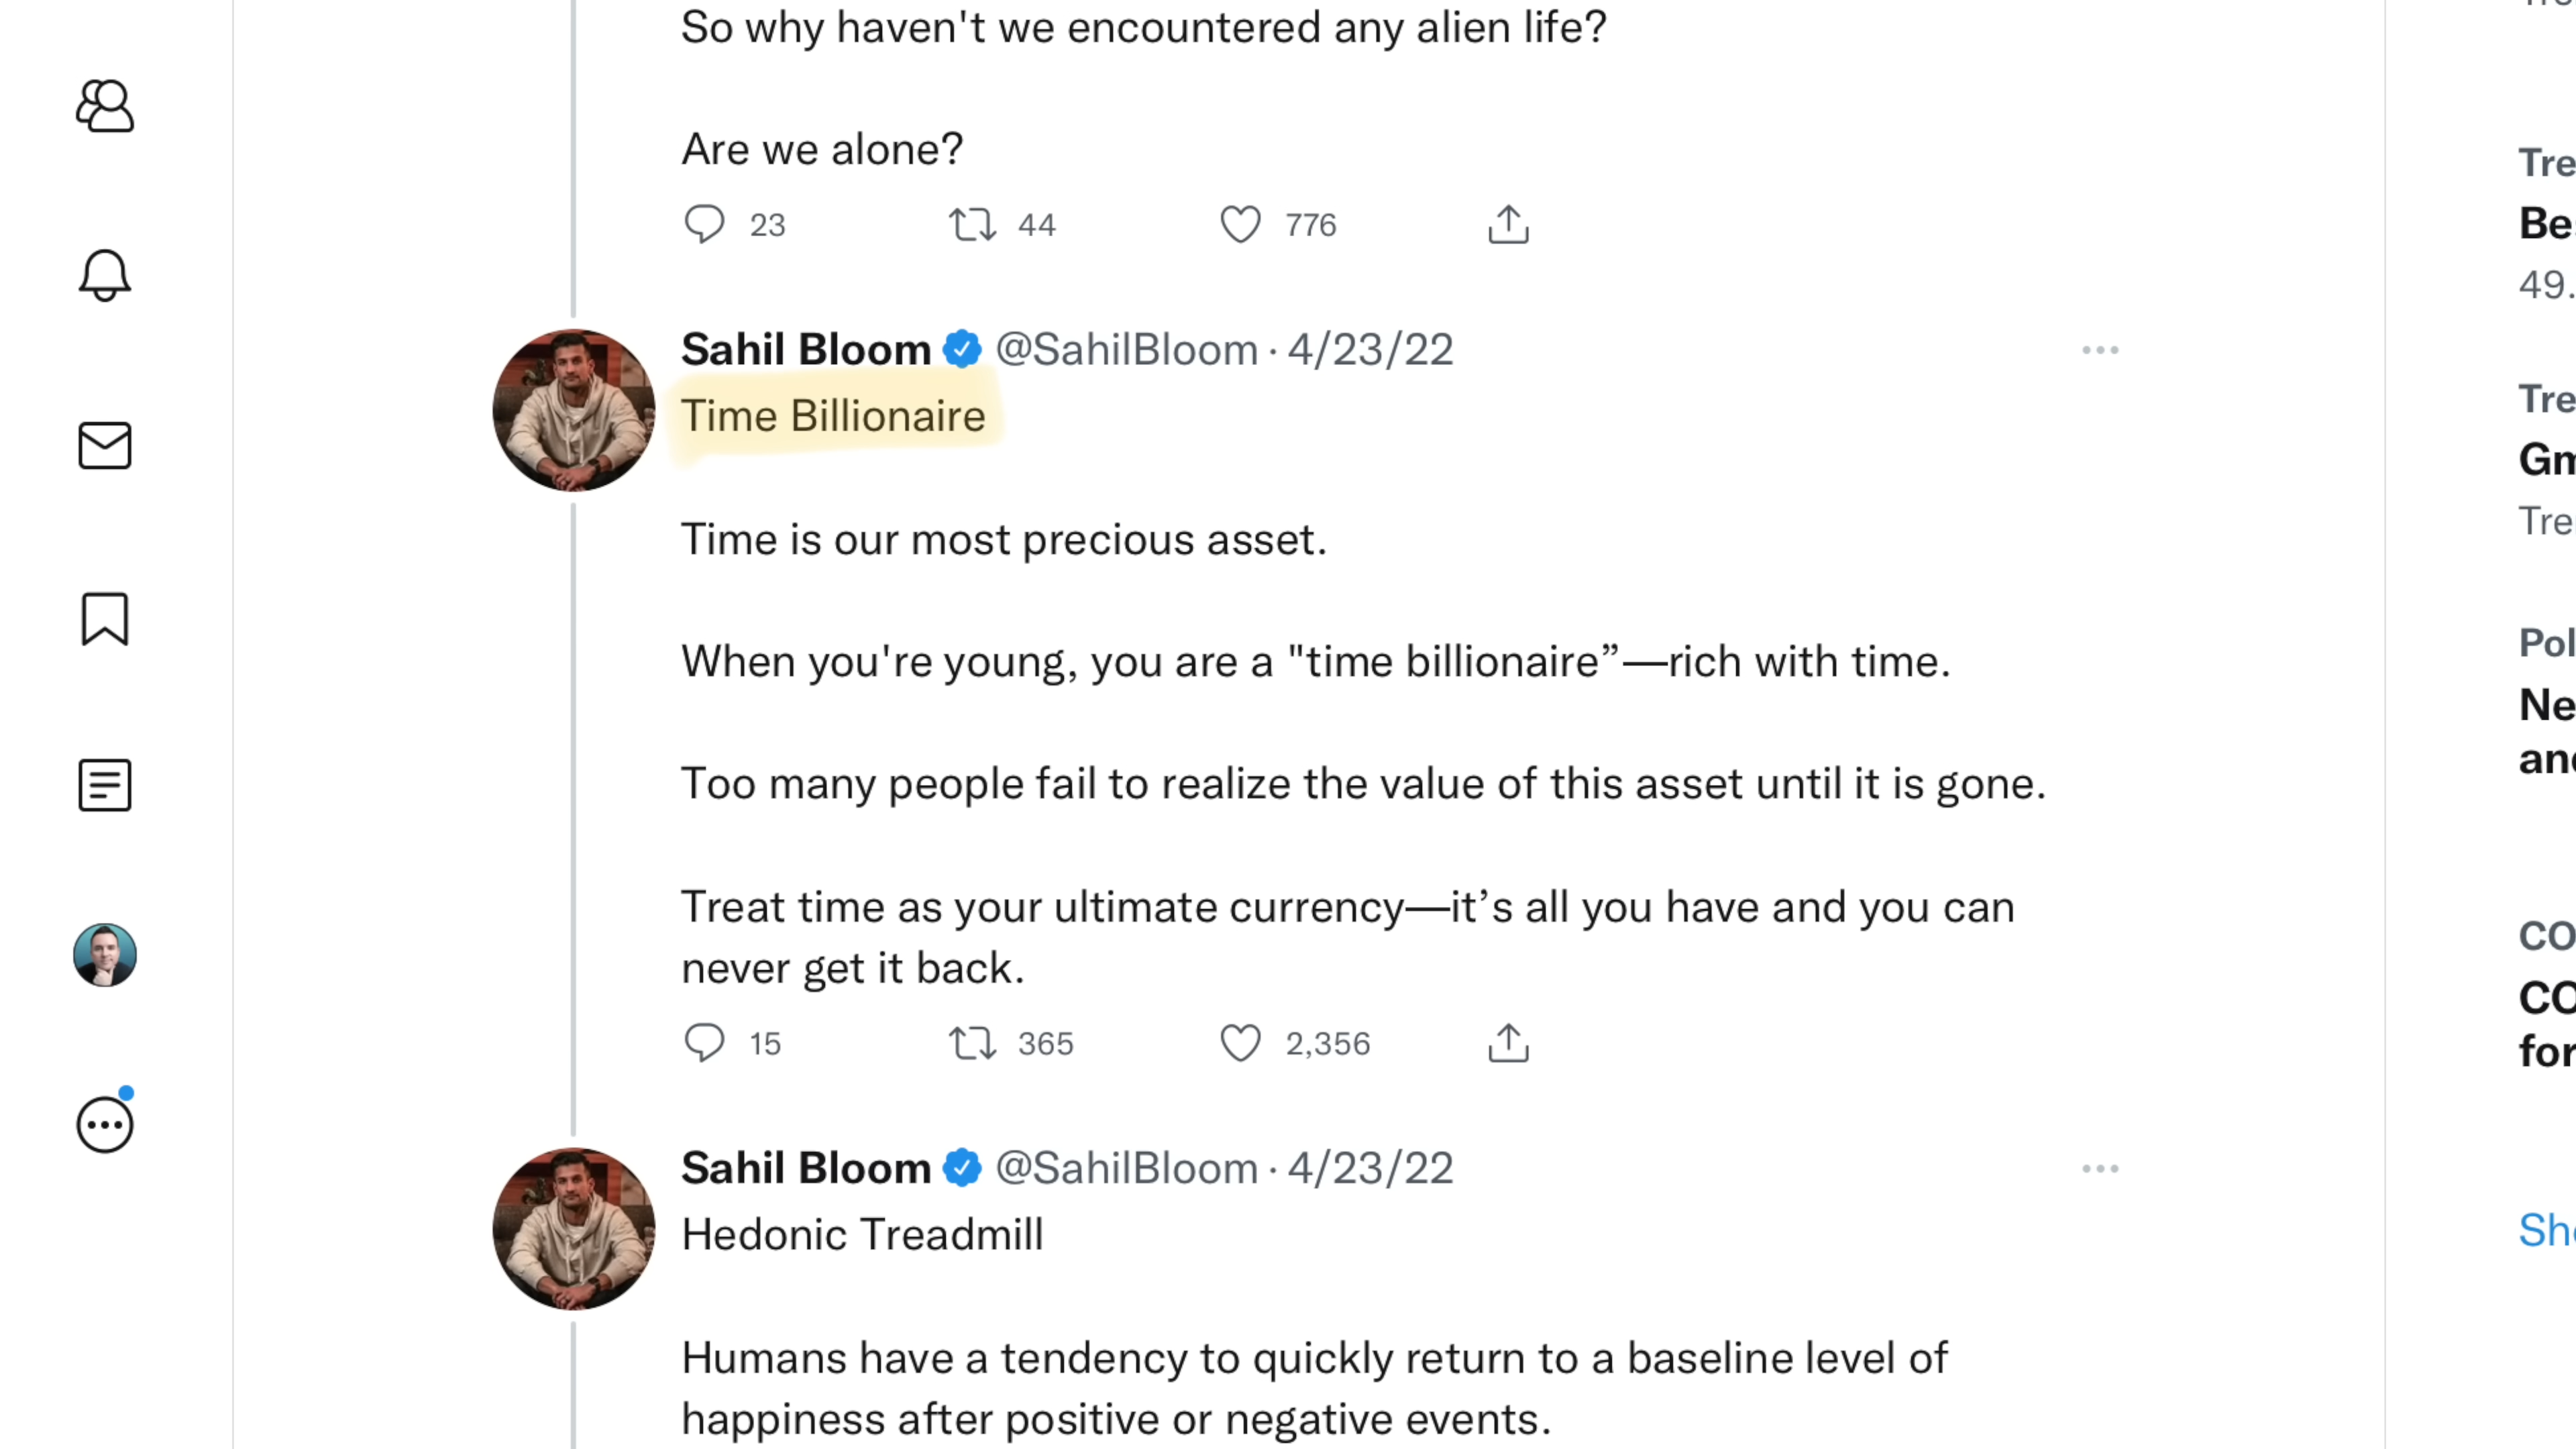 So why haven't we encountered any alien life?
Are we alone?
23 44 776
Sahil Bloom @SahilBloom · 4/23/22
Time Billionaire
Time is our most precious asset.
When you're young, you are a "time billionaire”—rich with time.
Too many people fail to realize the value of this asset until it is gone.
Treat time as your ultimate currency—it’s all you have and you can
never get it back.
15 365 2,356
Sahil Bloom @SahilBloom · 4/23/22
Hedonic Treadmill
Humans have a tendency to quickly return to a baseline level of
happiness after positive or negative events.
Tre
Be
49.
Tre
Gm
Tre
Pol
Ne
and
CO
CO
for
Sho